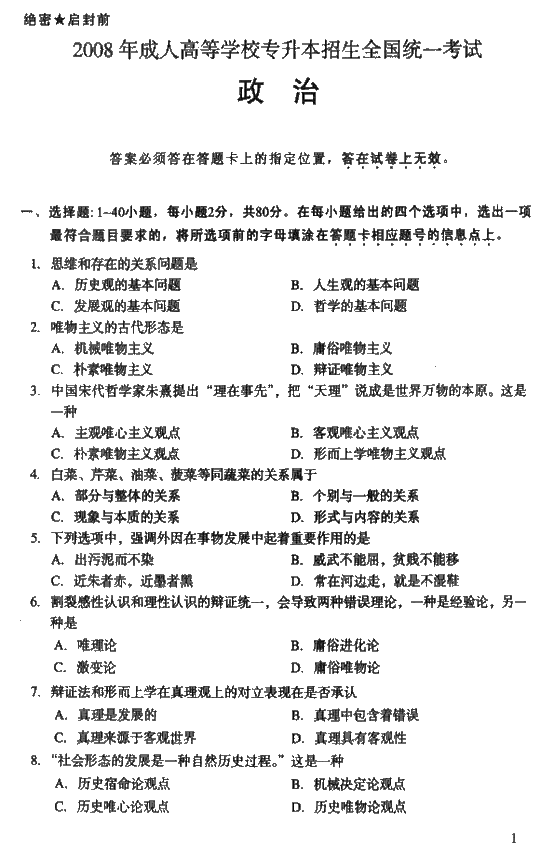 绝密★启封前
2008 年成人高等学校专升本招生全国统一考试
政 治
答案必须答在答题卡上的指定位置，答在试卷上无效。
一、选择题:1~40小题，每小题2分，共80分。在每小题给出的四个选项中，选出一项
最符合题目要求的，将所选项前的字母填涂在答题卡相应题号的信息点上。
1. 思维和存在的关系问题是
A. 历史观的基本问题 B. 人生观的基本问题
C. 发展观的基本问题 D. 哲学的基本问题
2. 唯物主义的古代形态是
A. 机械唯物主义 B. 庸俗唯物主义
C. 朴素唯物主义 D. 辩证唯物主义
3. 中国宋代哲学家朱熹提出“理在事先”，把“天理”说成是世界万物的本原。这是
一种
A. 主观唯心主义观点 B. 客观唯心主义观点
C. 朴素唯物主义观点 D. 形而上学唯物主义观点
4. 白菜、芹菜、油菜、菠菜等同蔬菜的关系属于
A. 部分与整体的关系 B. 个别与一般的关系
C. 现象与本质的关系 D. 形式与内容的关系
5. 下列选项中，强调外因在事物发展中起着重要作用的是
A. 出污泥而不染 B. 威武不能屈，贫贱不能移
C. 近朱者赤，近墨者黑 D. 常在河边走，就是不湿鞋
6. 割裂感性认识和理性认识的辩证统一，会导致两种错误理论，一种是经验论，另一
种是
A. 唯理论 B. 庸俗进化论
C. 激变论 D. 庸俗唯物论
7. 辩证法和形而上学在真理观上的对立表现在是否承认
A. 真理是发展的 B. 真理中包含着错误
C. 真理来源于客观世界 D. 真理具有客观性
8. “社会形态的发展是一种自然历史过程。”这是一种
A. 历史宿命论观点 B. 机械决定论观点
C. 历史唯心论观点 D. 历史唯物论观点
1